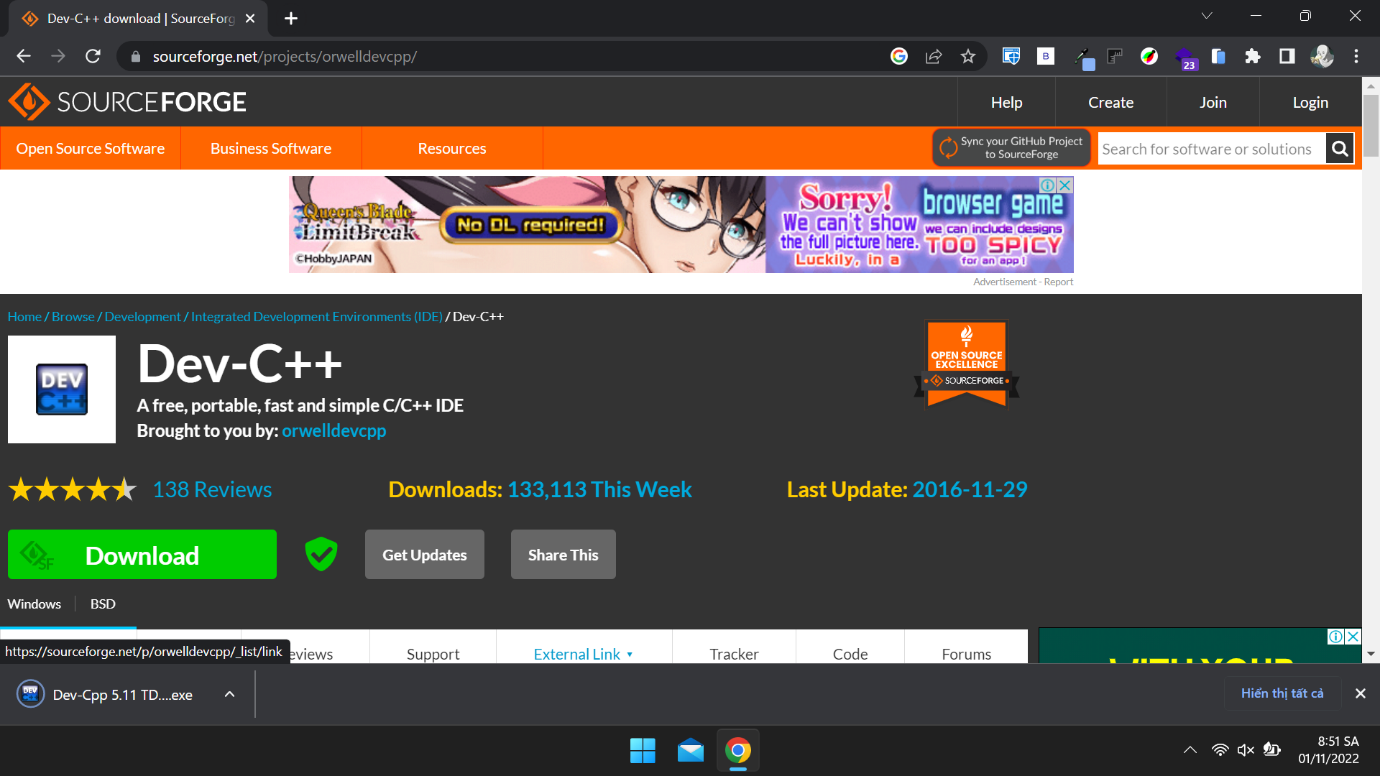 Dev-C++ download | SourceForg
sourceforge.net/projects/orwelldevcpp/
B
23
SOURCEFORGE
Help
Create
Join
Login
Open Source Software
Business Software
Resources
Sync your GitHub Project
to SourceForge
Search for software or solutions
Queen's Blade
LimitBreak
©HobbyJAPAN
No DL required!
Sorry!
We can't show
the full picture here.
Luckily, in a
browser game
we can include designs
TOO SPICY
for an app!
Advertisement - Report
Home / Browse / Development / Integrated Development Environments (IDE) / Dev-C++
DEV
C++
Dev-C++
A free, portable, fast and simple C/C++ IDE
Brought to you by: orwelldevcpp
OPEN SOURCE
EXCELLENCE
SOURCEFORGE
138 Reviews
Downloads: 133,113 This Week
Last Update: 2016-11-29
SF
Download
Get Updates
Share This
Windows
BSD
eviews
Support
External Link
Tracker
Code
Forums
WITH YOUR
https://sourceforge.net/p/orwelldevcpp/_list/link
DEV
Dev-Cpp 5.11 TD....exe
Hiển thị tất cả
8:51 SA
01/11/2022